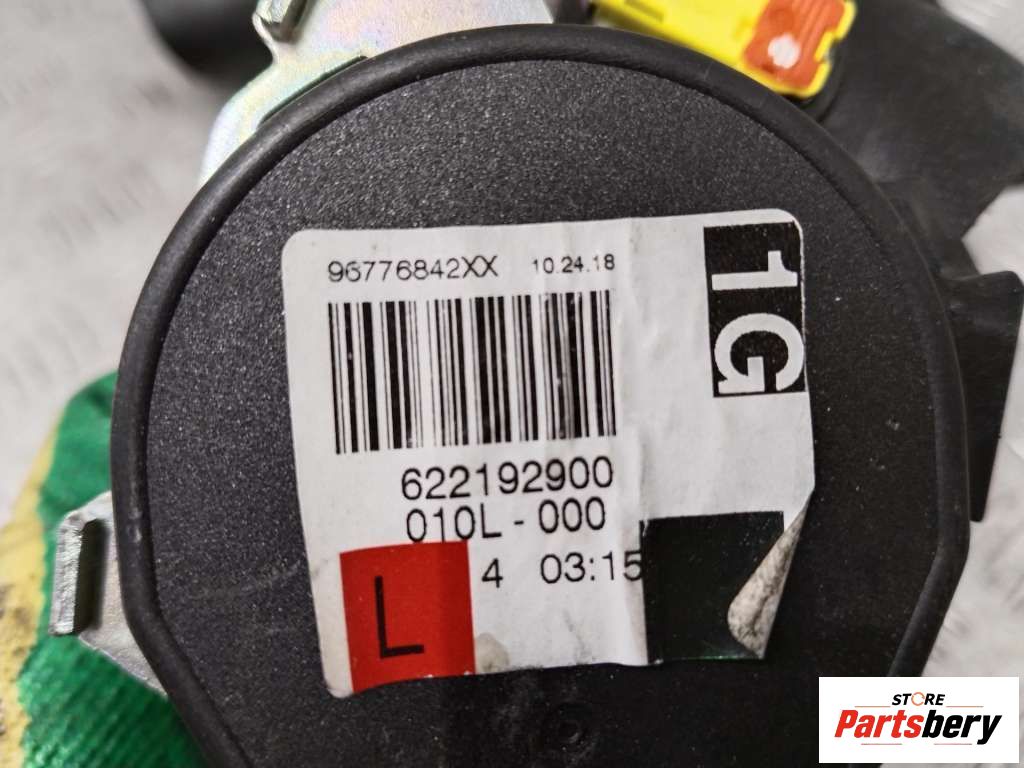 96776842XX 10.24.18
1G
622192900
010L - 000
L 4 03:15
STORE
Partsbery